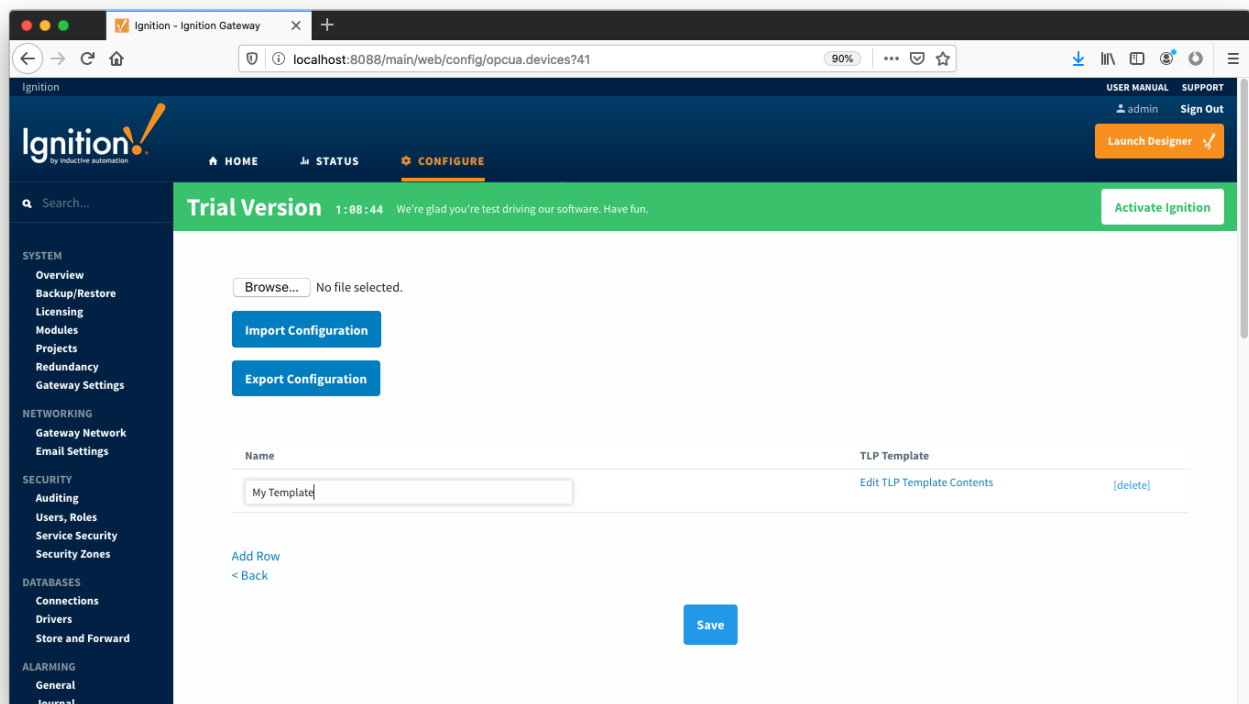 Ignition - Ignition Gateway
localhost:8088/main/web/config/opcua.devices?41
90%
Ignition
USER MANUAL SUPPORT
admin Sign Out
Ignition!
by inductive automation
HOME STATUS CONFIGURE
Launch Designer
Search...
Trial Version 1:08:44 We're glad you're test driving our software. Have fun.
Activate Ignition
SYSTEM
Overview
Backup/Restore
Licensing
Modules
Projects
Redundancy
Gateway Settings
NETWORKING
Gateway Network
Email Settings
SECURITY
Auditing
Users, Roles
Service Security
Security Zones
DATABASES
Connections
Drivers
Store and Forward
ALARMING
General
Journal
Browse... No file selected.
Import Configuration
Export Configuration
Name TLP Template
My Template Edit TLP Template Contents [delete]
Add Row
< Back
Save